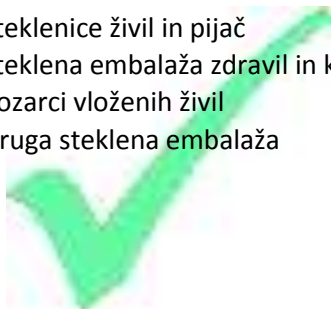 teklenice živil in pijač
teklena embalaža zdravil in k
ozarci vloženih živil
ruga steklena embalaža